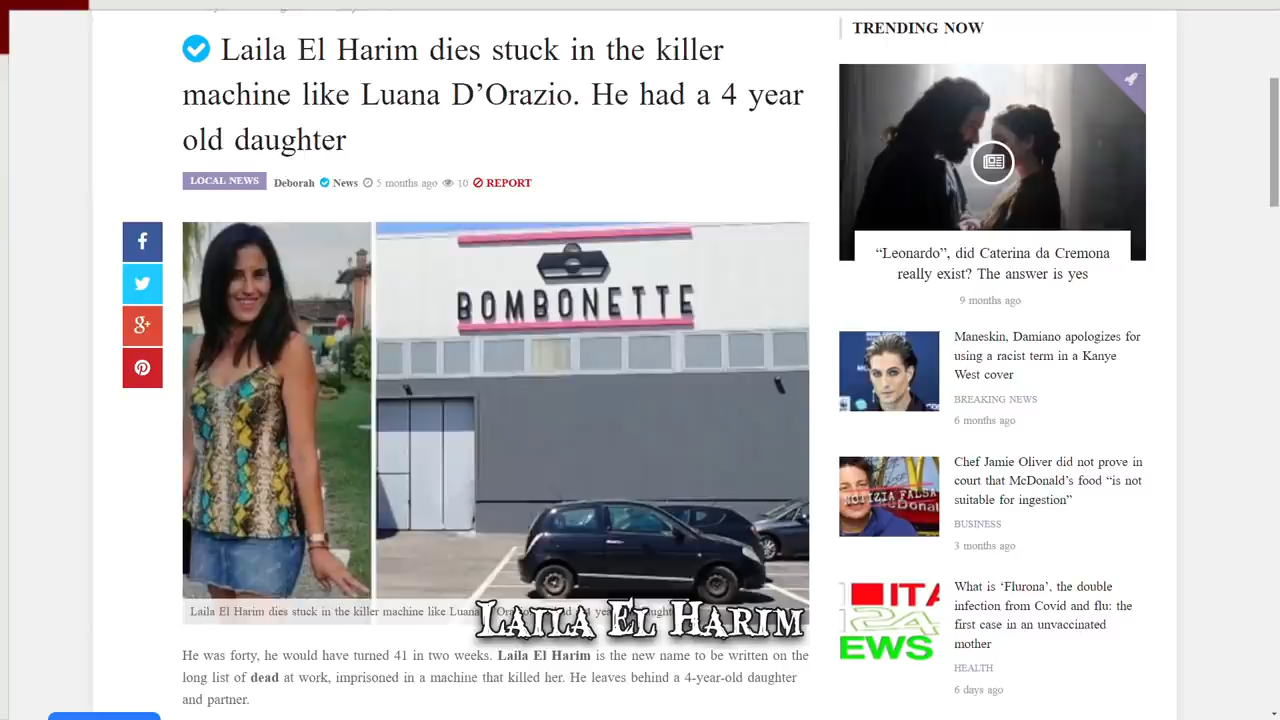 Laila El Harim dies stuck in the killer
machine like Luana D’Orazio. He had a 4 year
old daughter
LOCAL NEWS Deborah News 5 months ago 10 REPORT
BOMBONETTE
Laila El Harim dies stuck in the killer machine like Luana
LAILA EL HARIM
He was forty, he would have turned 41 in two weeks. Laila El Harim is the new name to be written on the
long list of dead at work, imprisoned in a machine that killed her. He leaves behind a 4-year-old daughter
and partner.
TRENDING NOW
“Leonardo”, did Caterina da Cremona
really exist? The answer is yes
9 months ago
Maneskin, Damiano apologizes for
using a racist term in a Kanye
West cover
BREAKING NEWS
6 months ago
NOTIZIA FALSA
Chef Jamie Oliver did not prove in
court that McDonald’s food “is not
suitable for ingestion”
BUSINESS
3 months ago
ITA
24
EWS
What is ‘Flurona’, the double
infection from Covid and flu: the
first case in an unvaccinated
mother
HEALTH
6 days ago